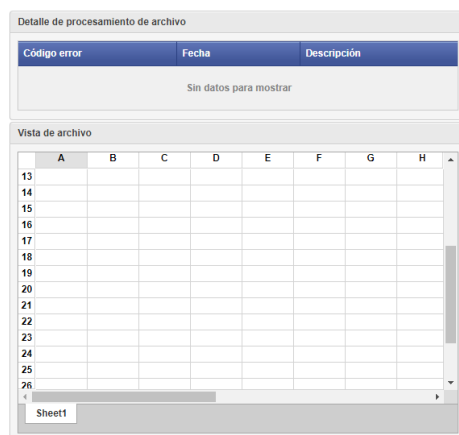 Detalle de procesamiento de archivo
Código error Fecha Descripción
Sin datos para mostrar
Vista de archivo
A B C D E F G H
13
14
15
16
17
18
19
20
21
22
23
24
25
26
Sheet1